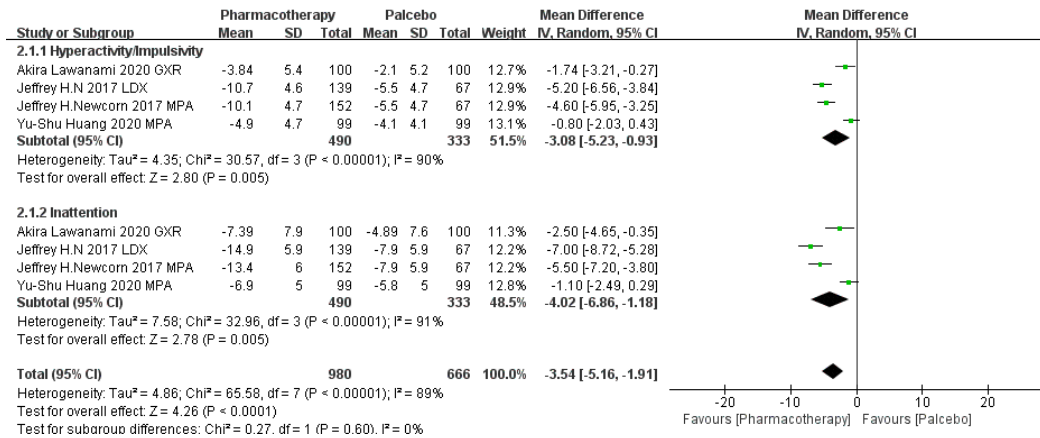 Pharmacotherapy Palcebo Mean Difference Mean Difference
Study or Subgroup Mean SD Total Mean SD Total Weight IV, Random, 95% CI IV, Random, 95% CI
2.1.1 Hyperactivity/Impulsivity
Akira Lawanami 2020 GXR -3.84 5.4 100 -2.1 5.2 100 12.7% -1.74 [-3.21, -0.27]
Jeffrey H.N 2017 LDX -10.7 4.6 139 -5.5 4.7 67 12.9% -5.20 [-6.56, -3.84]
Jeffrey H.Newcorn 2017 MPA -10.1 4.7 152 -5.5 4.7 67 12.9% -4.60 [-5.95, -3.25]
Yu-Shu Huang 2020 MPA -4.9 4.7 99 -4.1 4.1 99 13.1% -0.80 [-2.03, 0.43]
Subtotal (95% CI) 490 333 51.5% -3.08 [-5.23, -0.93]
Heterogeneity: Tau² = 4.35; Chi² = 30.57, df = 3 (P < 0.00001); I² = 90%
Test for overall effect: Z = 2.80 (P = 0.005)
2.1.2 Inattention
Akira Lawanami 2020 GXR -7.39 7.9 100 -4.89 7.6 100 11.3% -2.50 [-4.65, -0.35]
Jeffrey H.N 2017 LDX -14.9 5.9 139 -7.9 5.9 67 12.2% -7.00 [-8.72, -5.28]
Jeffrey H.Newcorn 2017 MPA -13.4 6 152 -7.9 5.9 67 12.2% -5.50 [-7.20, -3.80]
Yu-Shu Huang 2020 MPA -6.9 5 99 -5.8 5 99 12.8% -1.10 [-2.49, 0.29]
Subtotal (95% CI) 490 333 48.5% -4.02 [-6.86, -1.18]
Heterogeneity: Tau² = 7.58; Chi² = 32.96, df = 3 (P < 0.00001); I² = 91%
Test for overall effect: Z = 2.78 (P = 0.005)
Total (95% CI) 980 666 100.0% -3.54 [-5.16, -1.91]
Heterogeneity: Tau² = 4.86; Chi² = 65.58, df = 7 (P < 0.00001); I² = 89%
Test for overall effect: Z = 4.26 (P < 0.0001)
Test for subgroup differences: Chi² = 0.27, df = 1 (P = 0.60), I² = 0%
-20 -10 0 10 20
Favours [Pharmacotherapy] Favours [Palcebo]